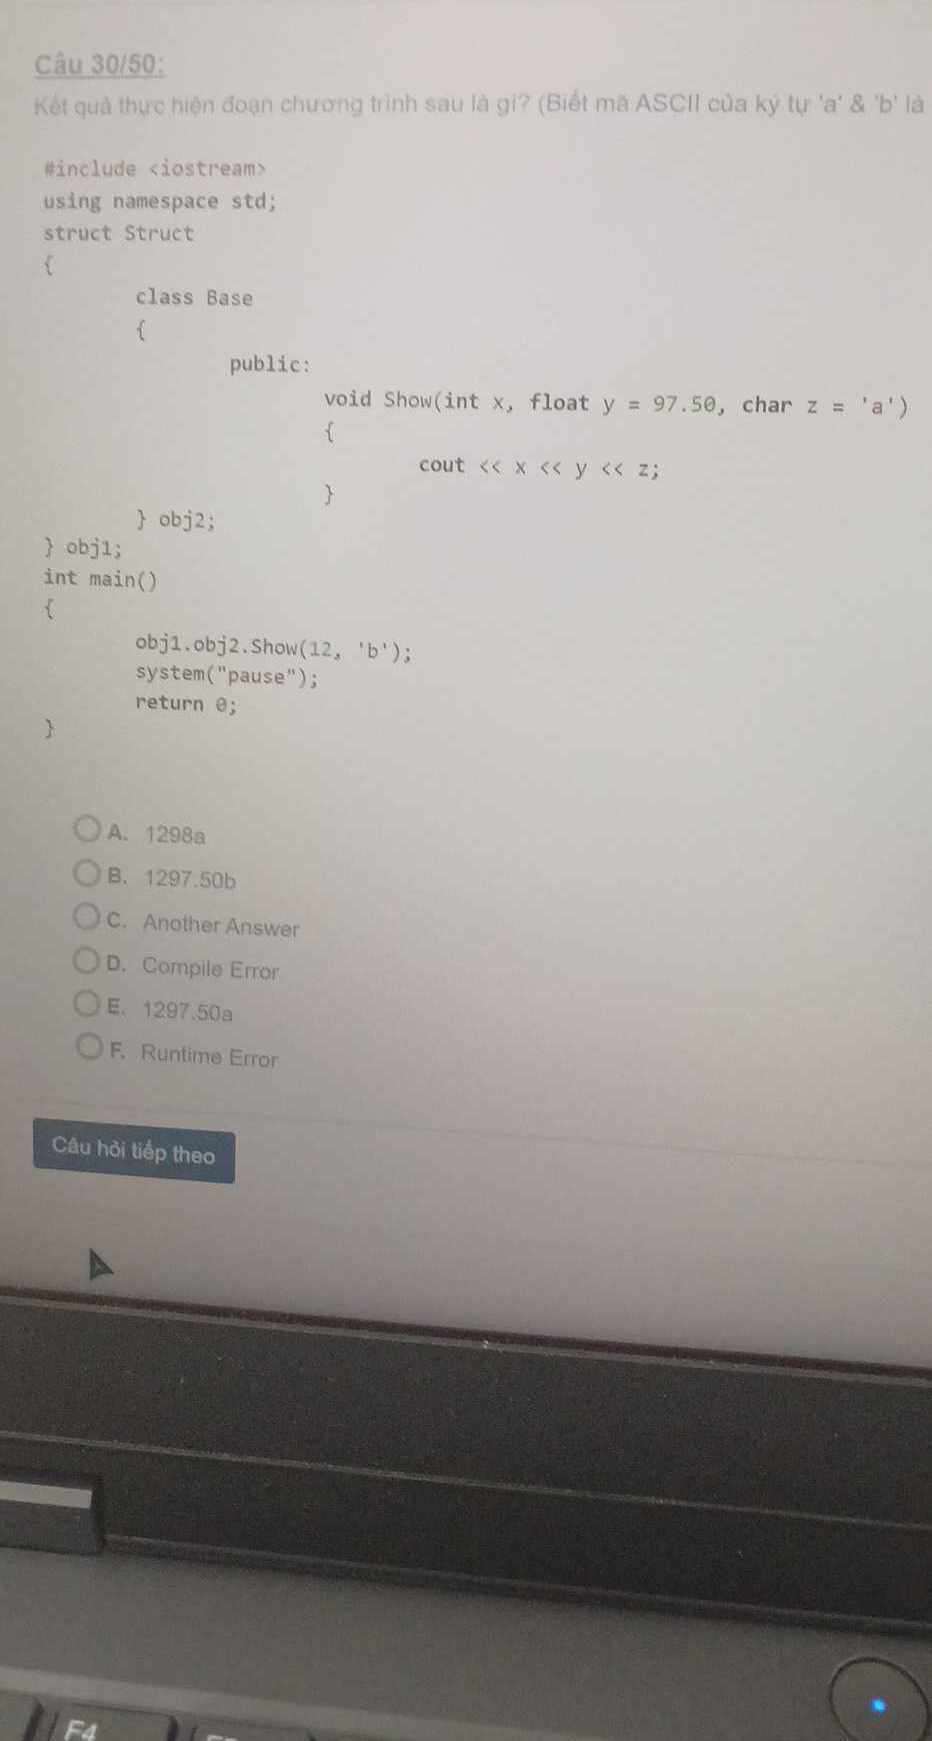 Câu 30/50:
Kết quả thực hiện đoạn chương trình sau là gì? (Biết mã ASCII của ký tự 'a' & 'b' là
#include <iostream>
using namespace std;
struct Struct
{
class Base
{
public:
void Show(int x, float y = 97.50, char z = 'a')
{
cout << x << y << z;
}
} obj2;
} obj1;
int main()
{
obj1.obj2.Show(12, 'b');
system("pause");
return 0;
}
A. 1298a
B. 1297.50b
C. Another Answer
D. Compile Error
E. 1297.50a
F. Runtime Error
Câu hỏi tiếp theo
F4